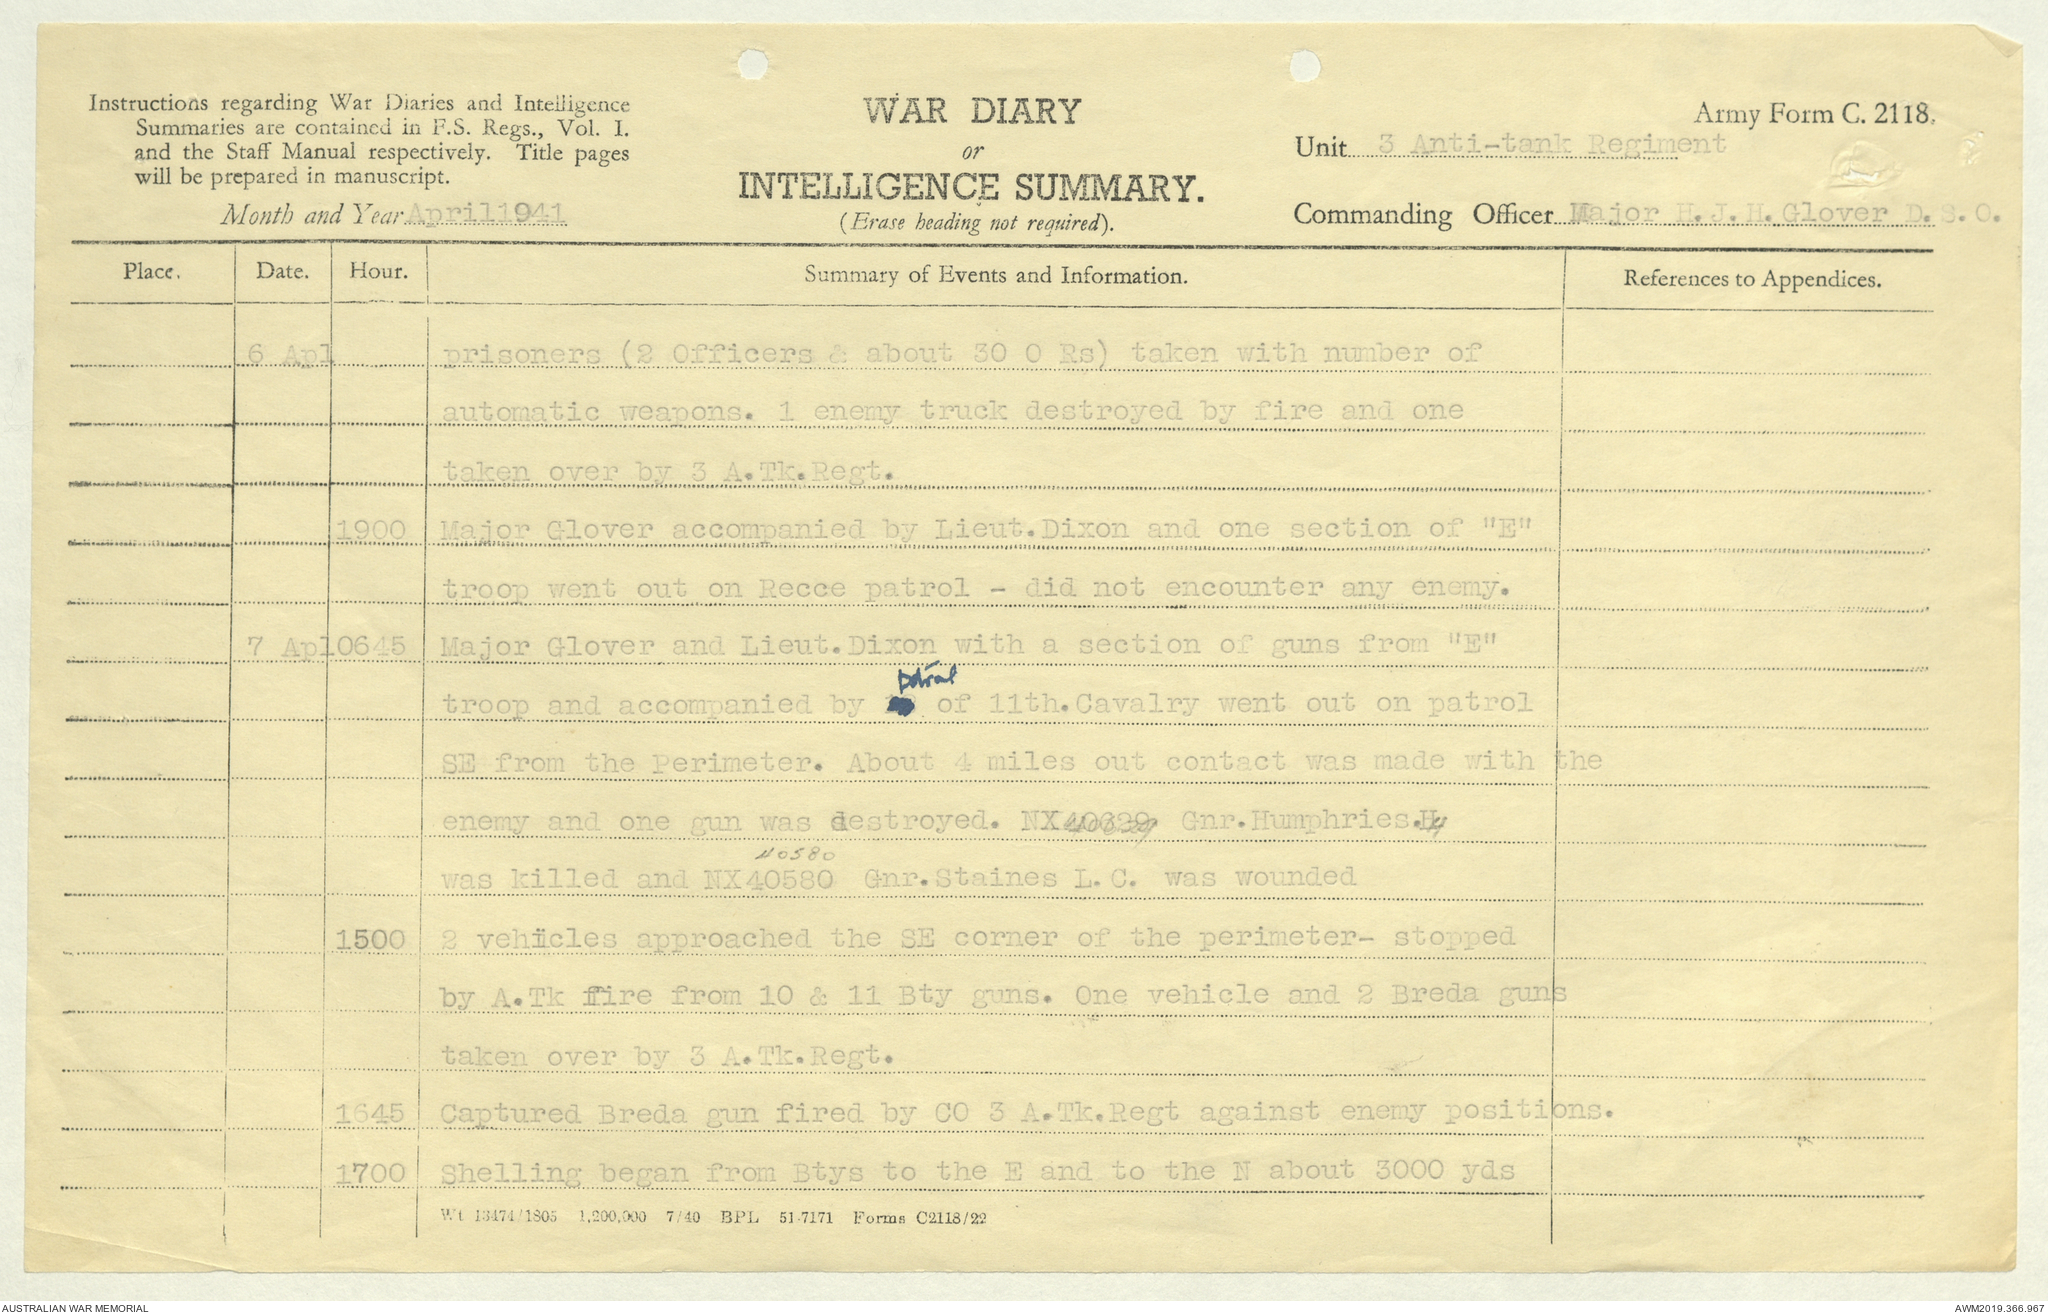 Instructions regarding War Diaries and Intelligence
Summaries are contained in F.S. Regs., Vol. I.
and the Staff Manual respectively. Title pages
will be prepared in manuscript.
Month and Year April 1941
WAR DIARY
or
INTELLIGENCE SUMMARY.
(Erase heading not required).
Army Form C. 2118.
Unit 3 Anti-tank Regiment
Commanding Officer Major H. J. H. Glover D. S. O.
Place. Date. Hour. Summary of Events and Information. References to Appendices.
6 Apl prisoners (2 Officers & about 30 O Rs) taken with number of
automatic weapons. 1 enemy truck destroyed by fire and one
taken over by 3 A.Tk.Regt.
1900 Major Glover accompanied by Lieut.Dixon and one section of "E"
troop went out on Recce patrol - did not encounter any enemy.
7 Apl 0645 Major Glover and Lieut.Dixon with a section of guns from "E"
patrol
troop and accompanied by of 11th.Cavalry went out on patrol
SE from the Perimeter. About 4 miles out contact was made with the
enemy and one gun was destroyed. NX40629 Gnr.Humphries.H
40580
was killed and NX40580 Gnr.Staines L.C. was wounded
1500 2 vehicles approached the SE corner of the perimeter- stopped
by A.Tk fire from 10 & 11 Bty guns. One vehicle and 2 Breda guns
taken over by 3 A.Tk.Regt.
1645 Captured Breda gun fired by CO 3 A.Tk.Regt against enemy positions.
1700 Shelling began from Btys to the E and to the N about 3000 yds
Wt 13474/1805 1,200,000 7/40 BPL 51-7171 Forms C2118/22
AUSTRALIAN WAR MEMORIAL
AWM2019.366.967